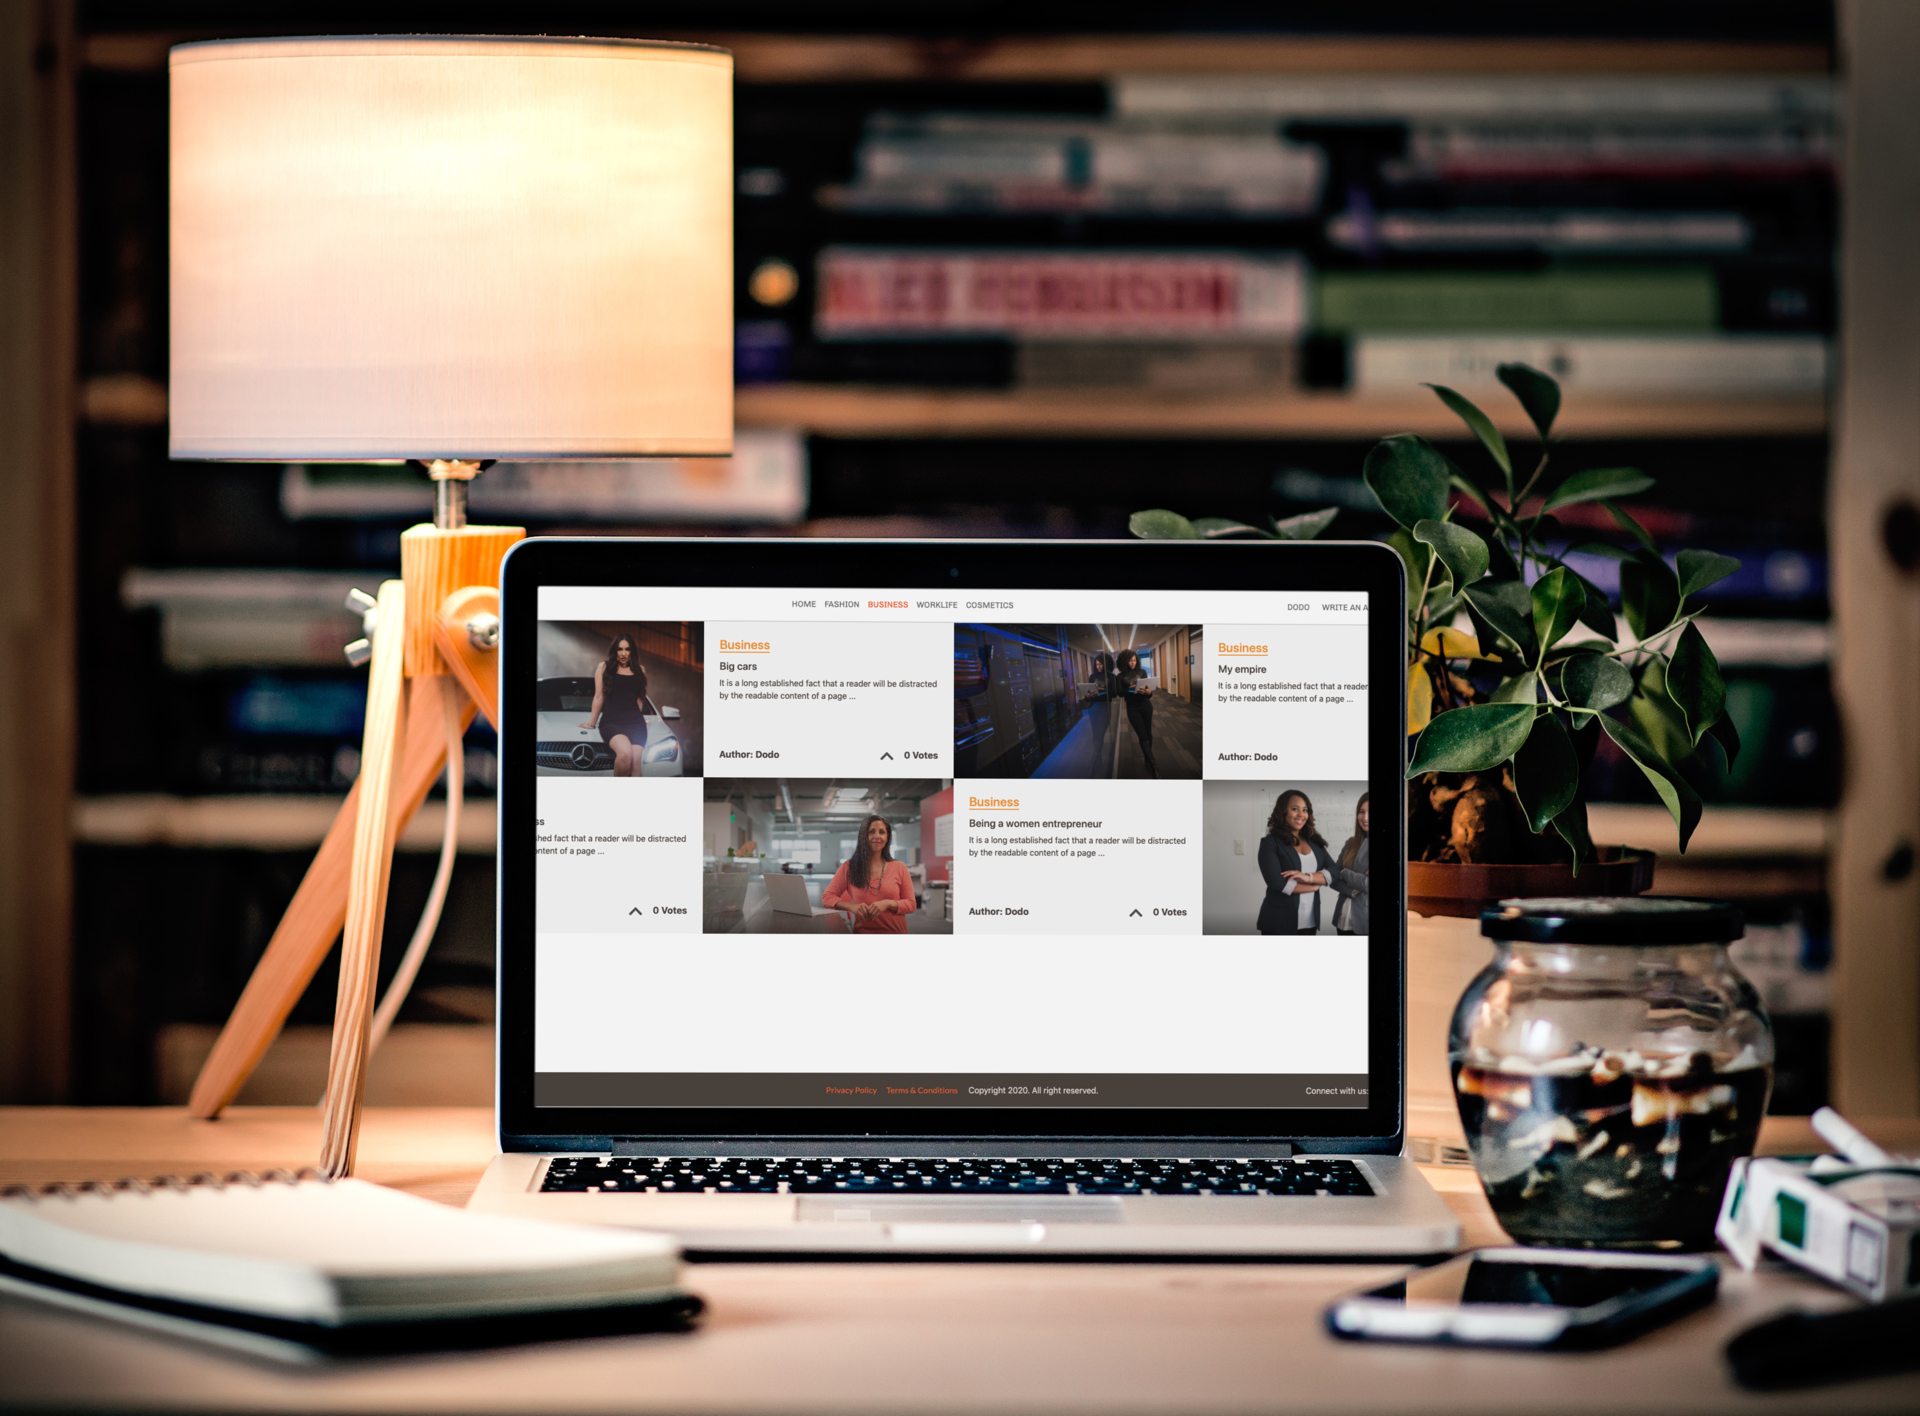 HOME FASHION BUSINESS WORKLIFE COSMETICS
DODO WRITE AN A
Business
Big cars
It is a long established fact that a reader will be distracted
by the readable content of a page ...
Author: Dodo
0 Votes
Business
My empire
It is a long established fact that a reader
by the readable content of a page ...
Author: Dodo
ss
shed fact that a reader will be distracted
ontent of a page ...
0 Votes
Business
Being a women entrepreneur
It is a long established fact that a reader will be distracted
by the readable content of a page ...
Author: Dodo
0 Votes
Privacy Policy Terms & Conditions Copyright 2020. All right reserved.
Connect with us: